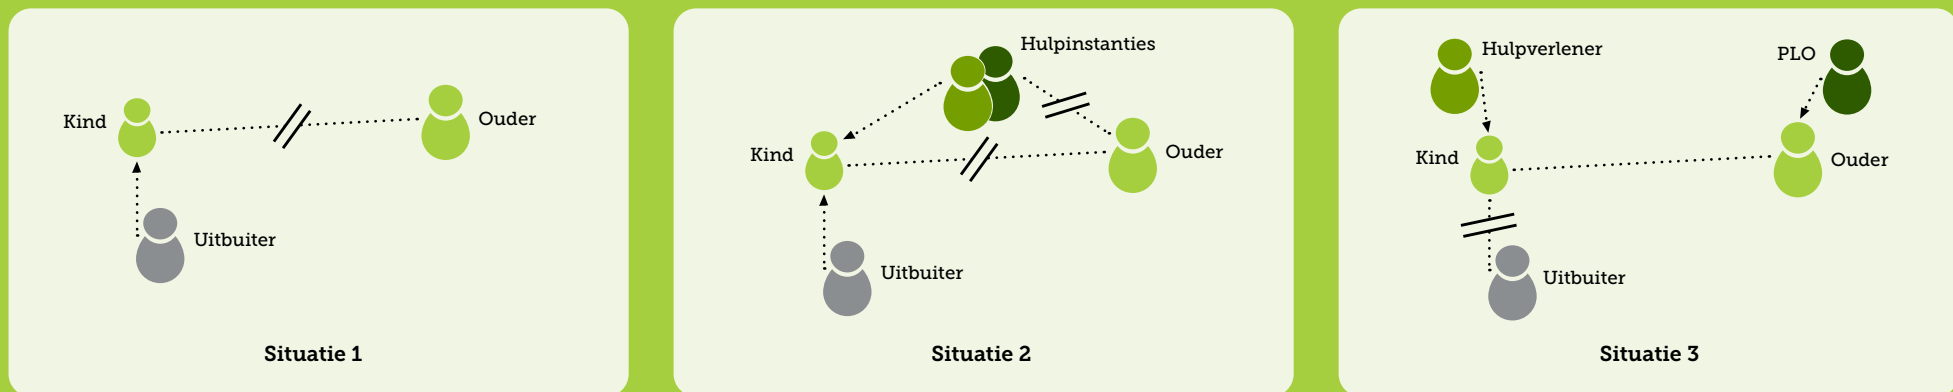 Kind
Ouder
Uitbuiter
Situatie 1
Hulpinstanties
Kind
Ouder
Uitbuiter
Situatie 2
Hulpverlener
PLO
Kind
Ouder
Uitbuiter
Situatie 3